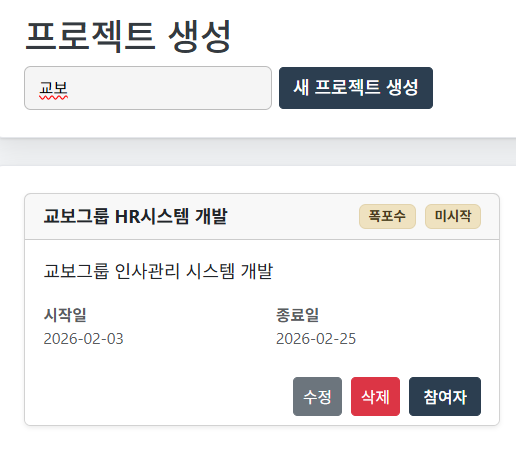 프로젝트 생성
교보
새 프로젝트 생성
교보그룹 HR시스템 개발
폭포수
미시작
교보그룹 인사관리 시스템 개발
시작일
종료일
2026-02-03
2026-02-25
수정
삭제
참여자